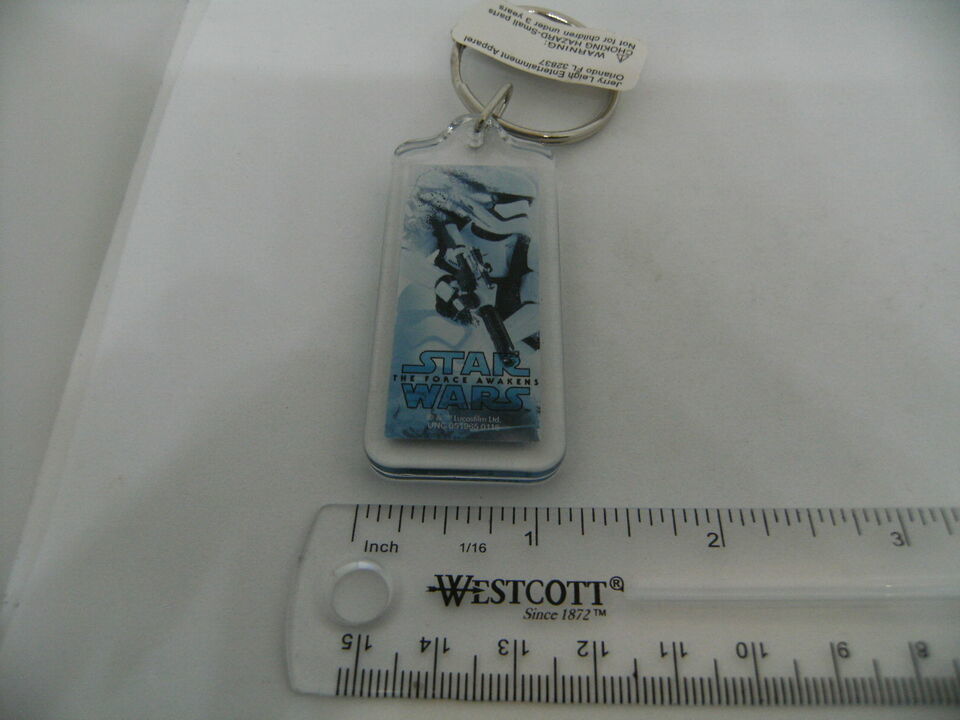 Jerry Leigh Entertainment Apparel
Orlando FL 32837
WARNING:
CHOKING HAZARD-Small parts
Not for children under 3 years
STAR
THE FORCE AWAKENS
WARS
Lucasfilm Ltd.
Inch 1/16 1 2 3
WESTCOTT®
Since 1872™
15 14 13 12 11 10 9 8